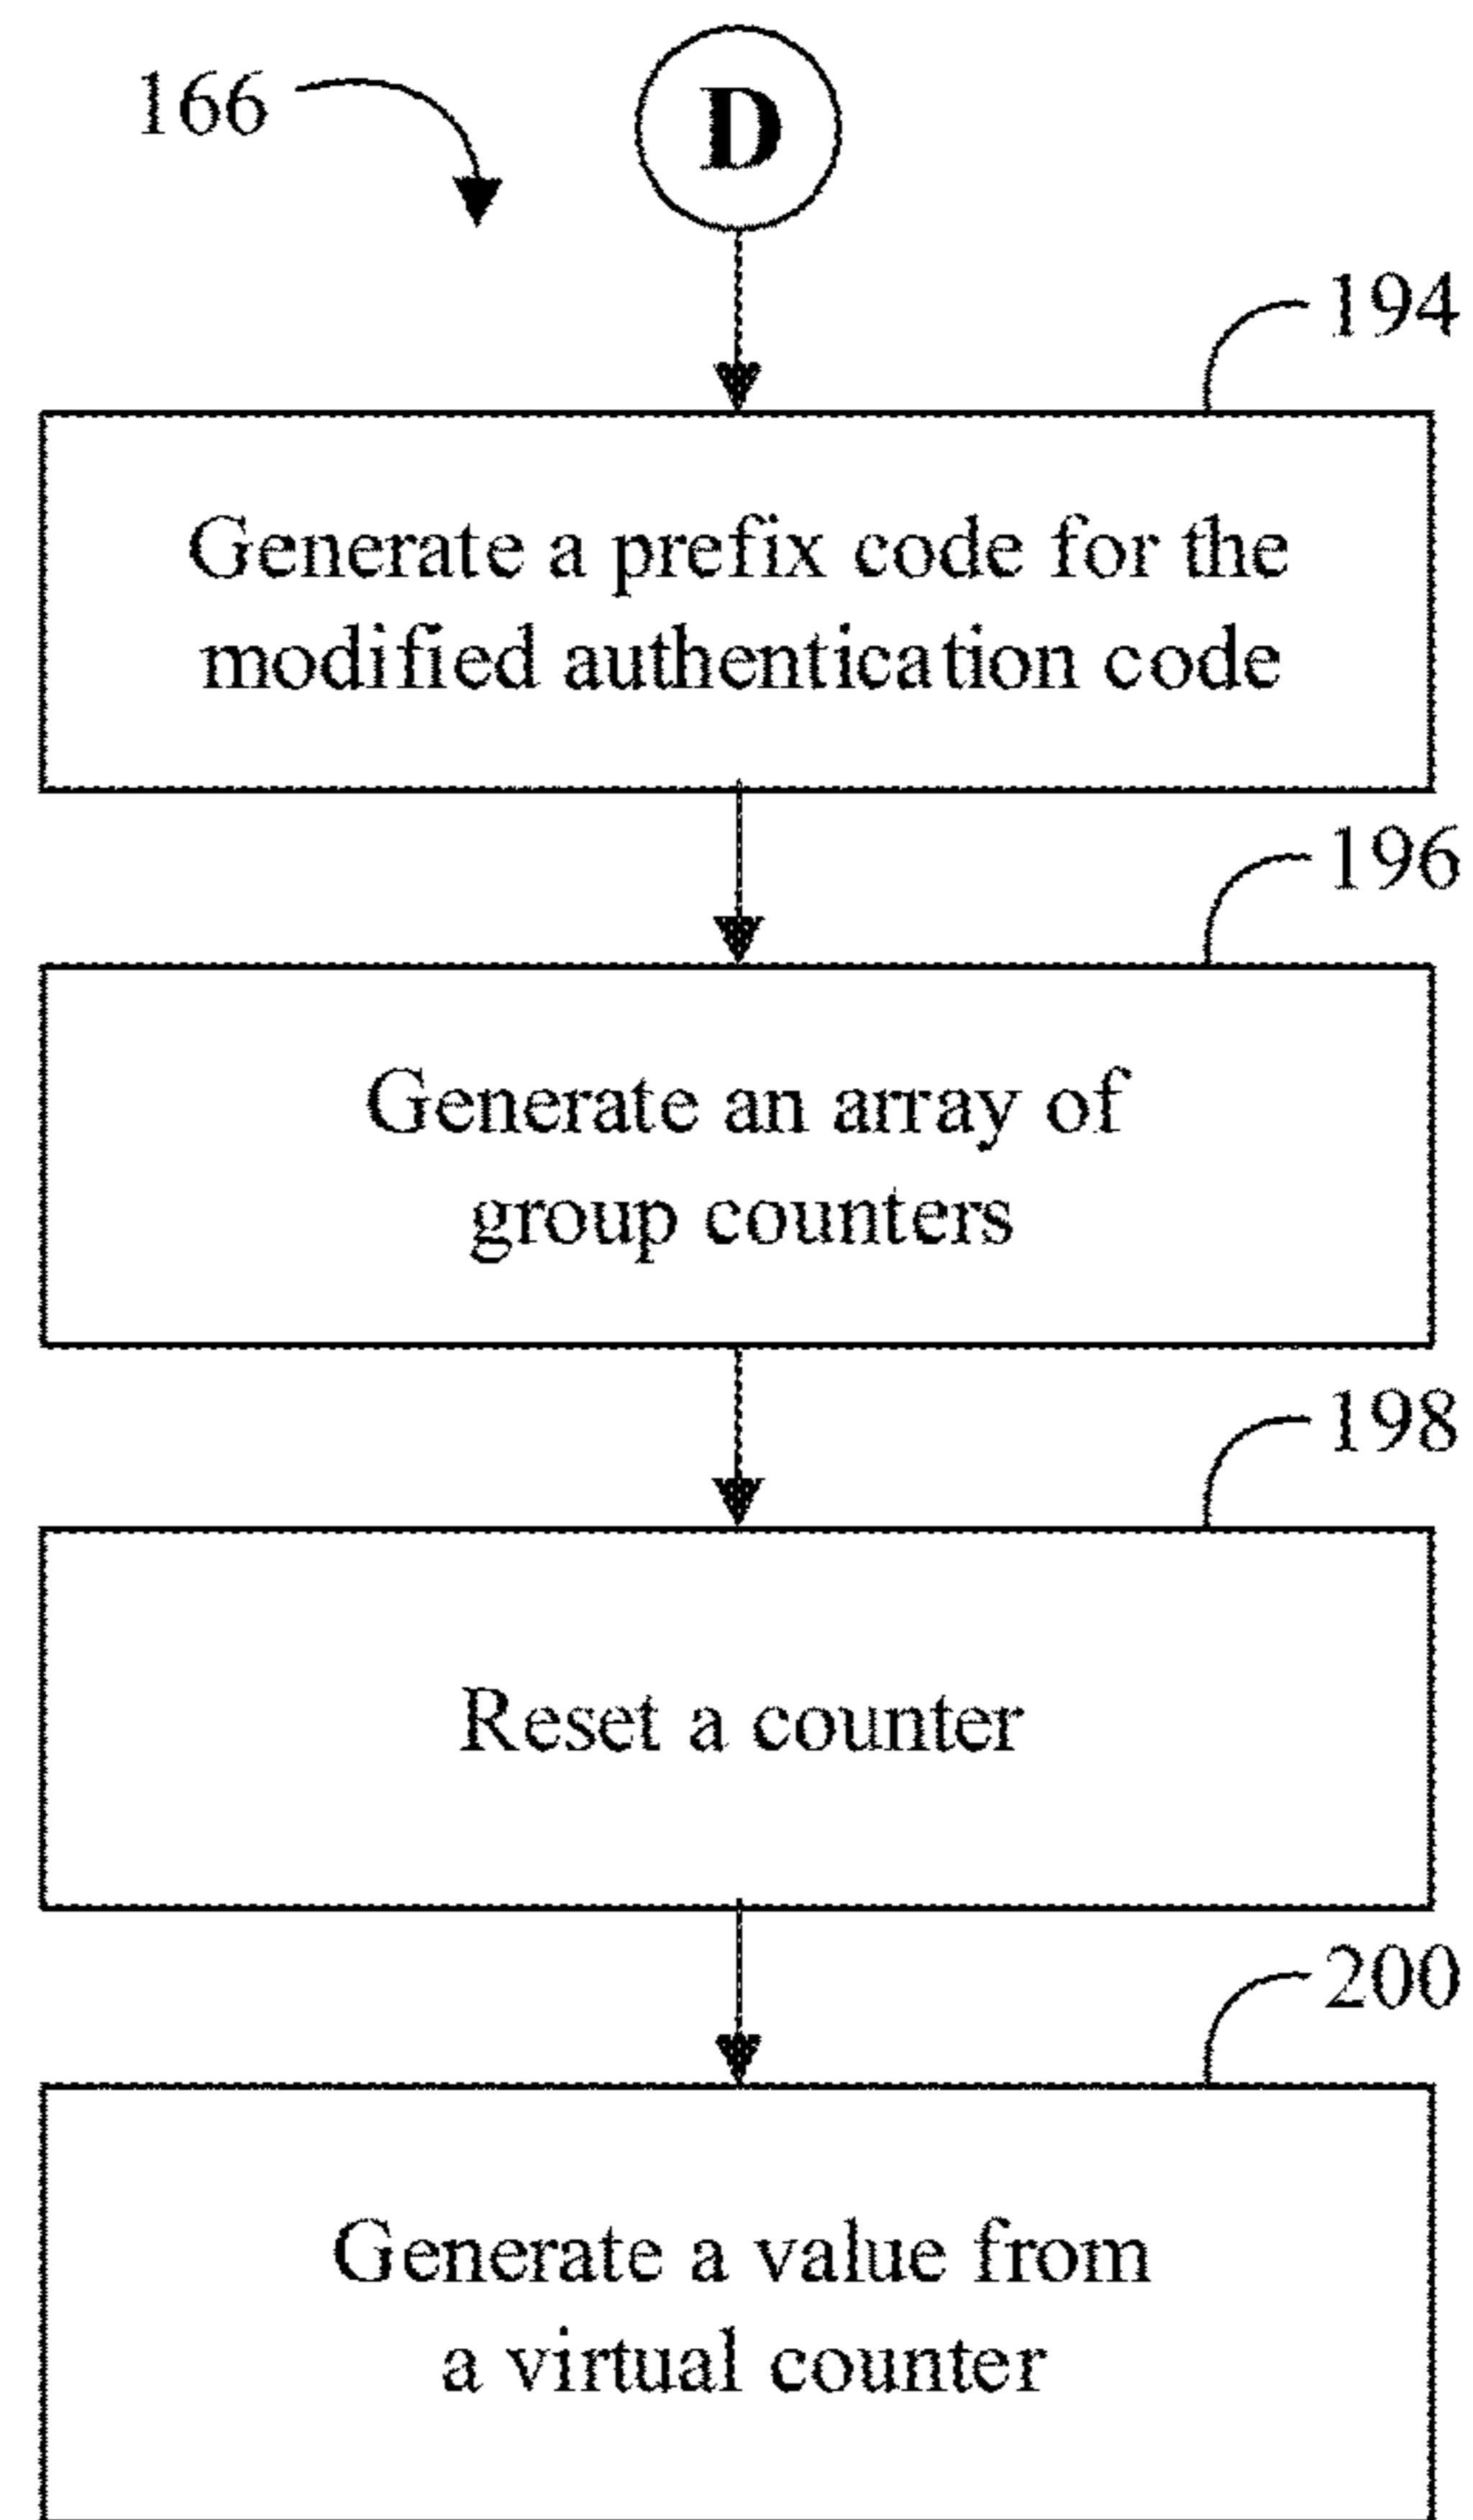 166
D
194
Generate a prefix code for the
modified authentication code
196
Generate an array of
group counters
198
Reset a counter
200
Generate a value from
a virtual counter